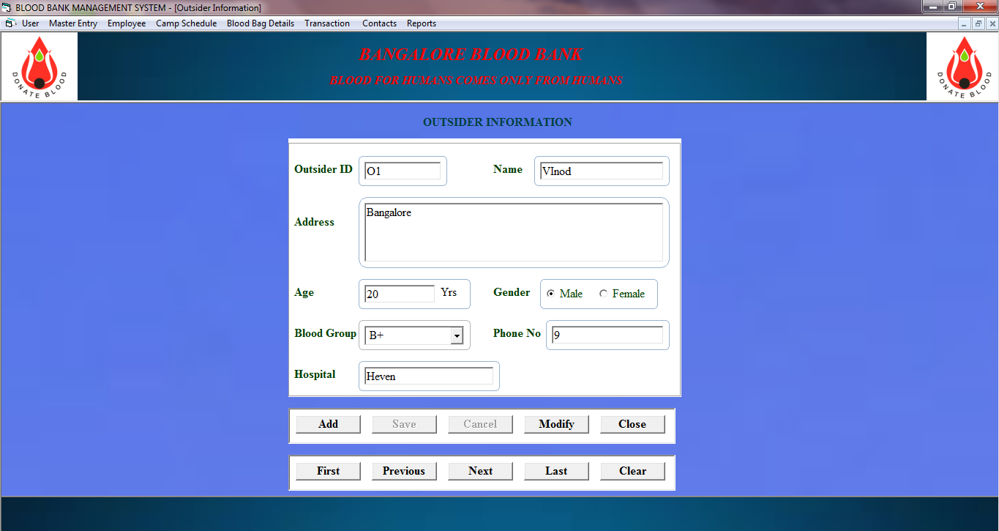 BLOOD BANK MANAGEMENT SYSTEM - [Outsider Information]
User Master Entry Employee Camp Schedule Blood Bag Details Transaction Contacts Reports
BANGALORE BLOOD BANK
BLOOD FOR HUMANS COMES ONLY FROM HUMANS
DONATE BLOOD
DONATE BLOOD
OUTSIDER INFORMATION
Outsider ID O1 Name VInod
Address Bangalore
Age 20 Yrs Gender Male Female
Blood Group B+ Phone No 9
Hospital Heven
Add Save Cancel Modify Close
First Previous Next Last Clear